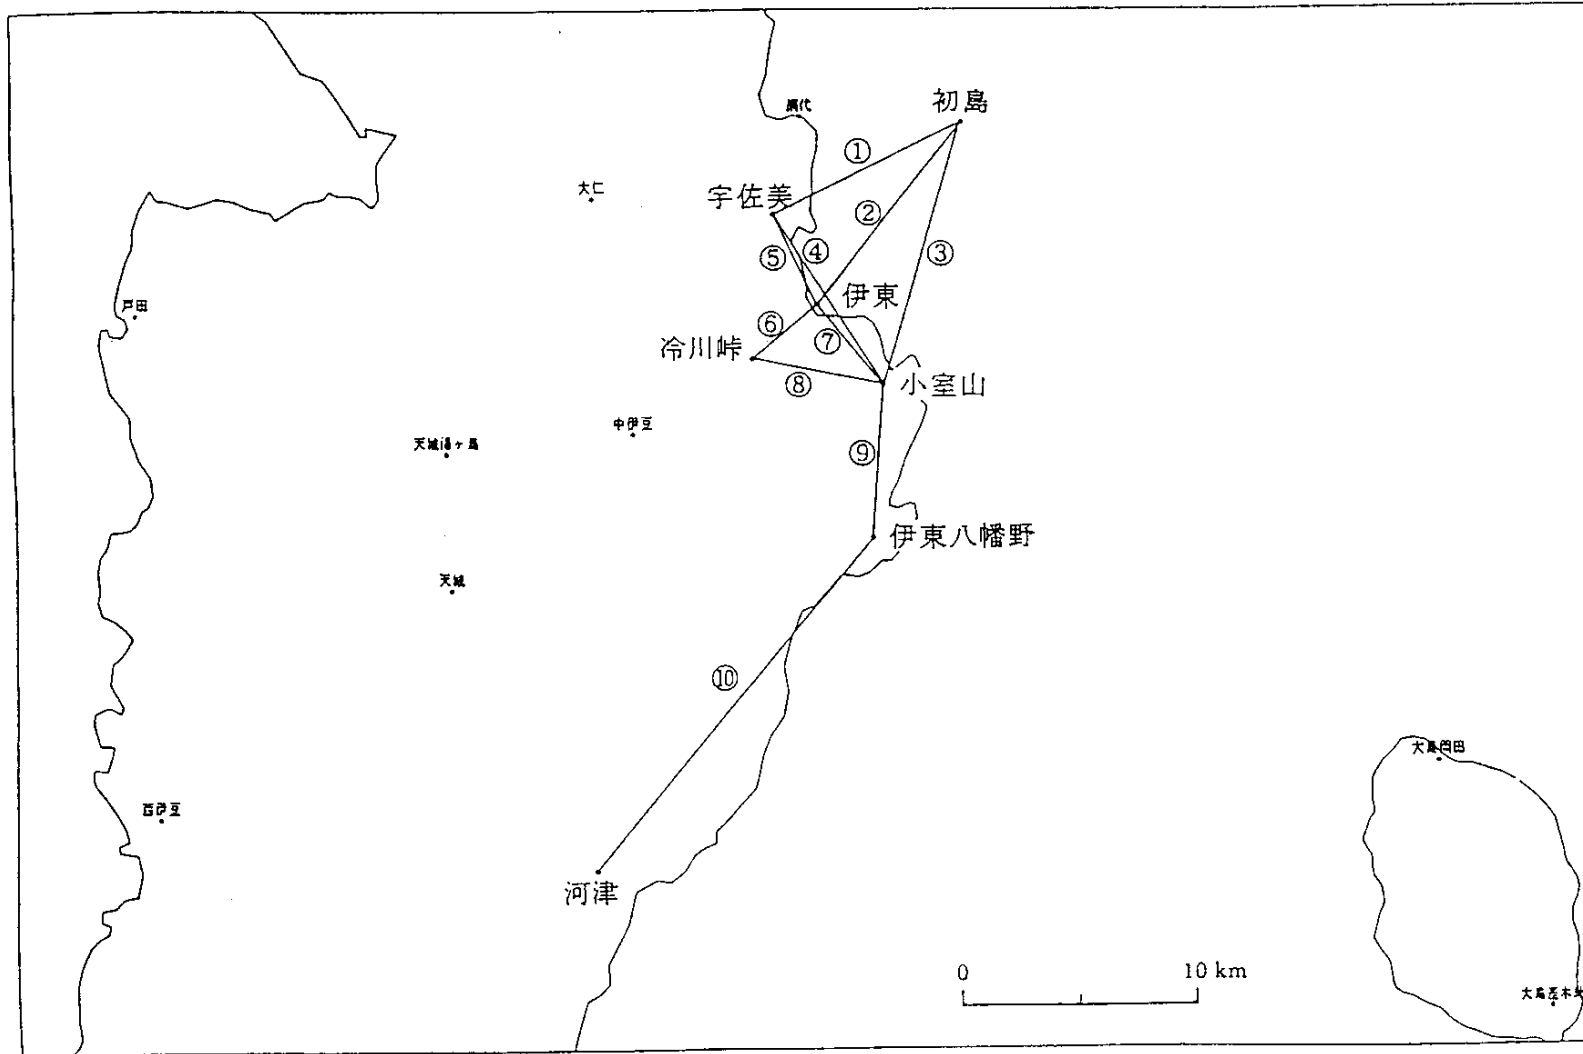 網代
初島
①
大仁
宇佐美
②
④
③
⑤
伊東
戸田
⑥
冷川峠
⑦
小室山
⑧
中伊豆
天城湯ヶ島
⑨
伊東八幡野
天城
⑩
大島岡田
西伊豆
河津
0
10 km